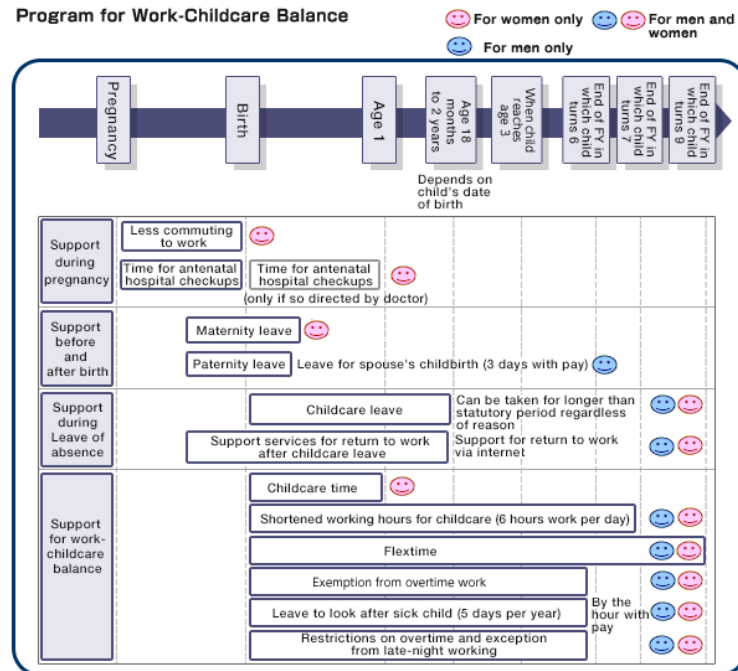 Program for Work-Childcare Balance
For women only
For men and
women
For men only
Pregnancy
Birth
Age 1
Age 18
months
to 2 years
When child
reaches
age 3
End of FY in
which child
turns 6
End of FY in
which child
turns 7
End of FY in
which child
turns 9
Depends on
child's date
of birth
Support
during
pregnancy
Less commuting
to work
Time for antenatal
hospital checkups
Time for antenatal
hospital checkups
(only if so directed by doctor)
Support
before
and
after birth
Maternity leave
Paternity leave
Leave for spouse's childbirth (3 days with pay)
Support
during
Leave of
absence
Childcare leave
Can be taken for longer than
statutory period regardless
of reason
Support services for return to work
after childcare leave
Support for return to work
via internet
Support
for work-
childcare
balance
Childcare time
Shortened working hours for childcare (6 hours work per day)
Flextime
Exemption from overtime work
Leave to look after sick child (5 days per year)
By the
hour with
pay
Restrictions on overtime and exception
from late-night working